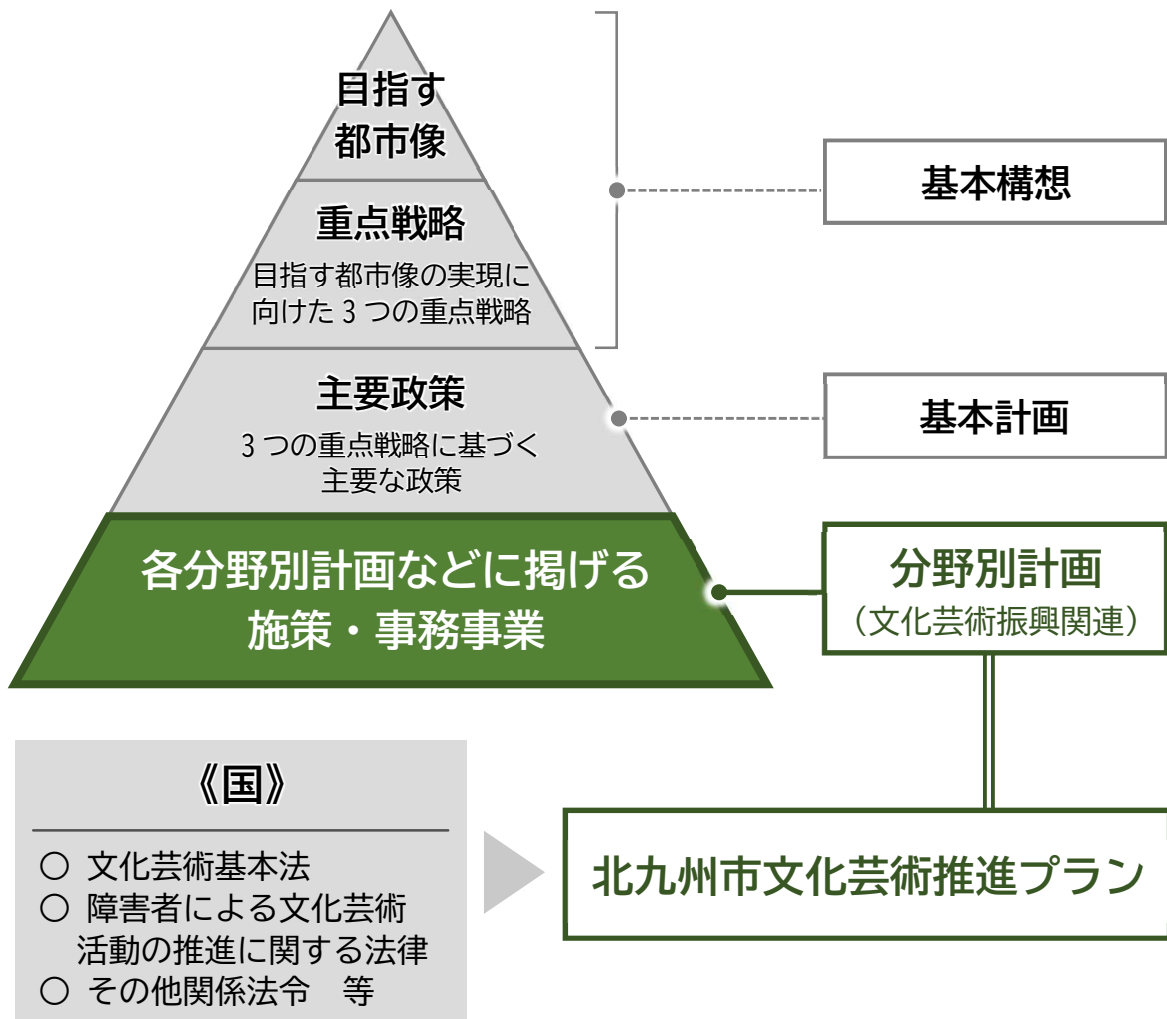 目指す
都市像
重点戦略
目指す都市像の実現に
向けた3つの重点戦略
基本構想
主要政策
3つの重点戦略に基づく
主要な政策
基本計画
各分野別計画などに掲げる
施策・事務事業
分野別計画
（文化芸術振興関連）
《国》
○ 文化芸術基本法
○ 障害者による文化芸術
活動の推進に関する法律
○ その他関係法令　等
北九州市文化芸術推進プラン